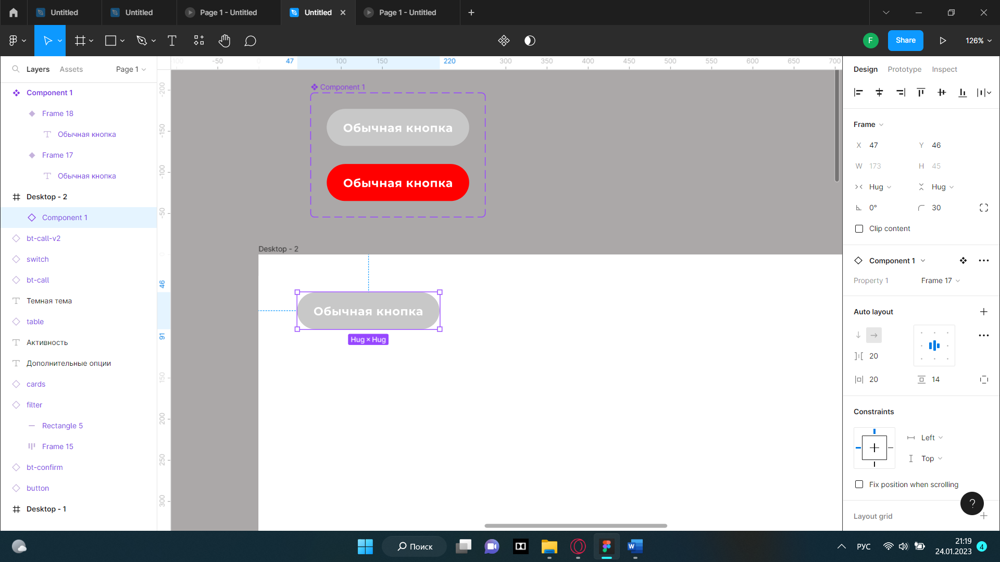 Untitled
Untitled
Page 1 - Untitled
Untitled
Page 1 - Untitled
F
Share
126%
Layers
Assets
Page 1
Component 1
Frame 18
Обычная кнопка
Frame 17
Обычная кнопка
Desktop - 2
Component 1
bt-call-v2
switch
bt-call
Темная тема
table
Активность
Дополнительные опции
cards
filter
Rectangle 5
Frame 15
bt-confirm
button
Desktop - 1
-100 -50 0 47 100 150 220 300 350 400 450 500 550 600 650 700
-200
-150
-100
-50
0
46
91
150
200
250
300
Component 1
Обычная кнопка
Обычная кнопка
Desktop - 2
Обычная кнопка
Hug × Hug
Design
Prototype
Inspect
Frame
X 47
Y 46
W 173
H 45
Hug
Hug
0°
30
Clip content
Component 1
Property 1
Frame 17
Auto layout
20
20
14
Constraints
Left
Top
Fix position when scrolling
?
Layout grid
Поиск
W
РУС
21:19
24.01.2023
4